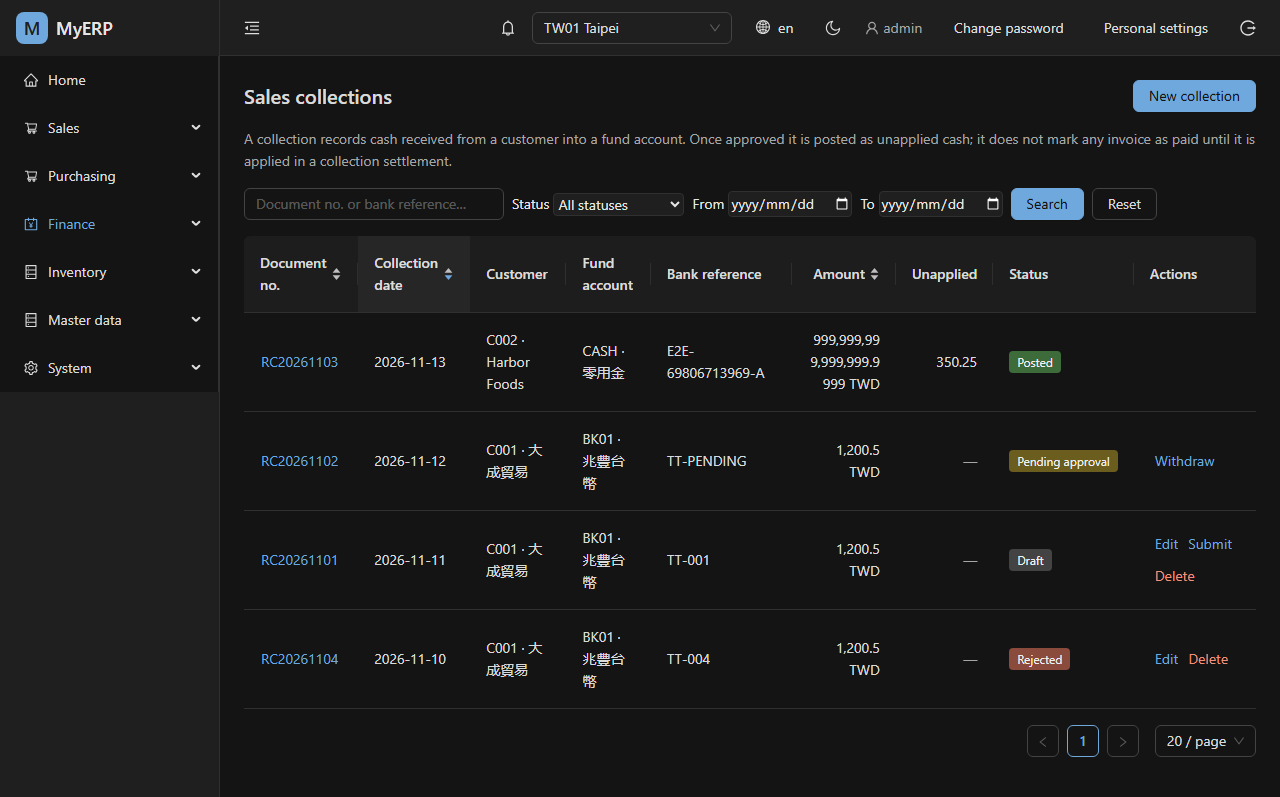 M MyERP
TW01 Taipei
en
admin
Change password
Personal settings
Home
Sales
Purchasing
Finance
Inventory
Master data
System
Sales collections
New collection
A collection records cash received from a customer into a fund account. Once approved it is posted as unapplied cash; it does not mark any invoice as paid until it is
applied in a collection settlement.
Document no. or bank reference...
Status All statuses From yyyy/mm/dd To yyyy/mm/dd Search Reset
Document
no.
Collection
date
Customer
Fund
account
Bank reference
Amount
Unapplied
Status
Actions
RC20261103
2026-11-13
C002 ·
Harbor
Foods
CASH ·
零用金
E2E-
69806713969-A
999,999,99
9,999,999.9
999 TWD
350.25
Posted
RC20261102
2026-11-12
C001 · 大
成貿易
BK01 ·
兆豐台
幣
TT-PENDING
1,200.5
TWD
—
Pending approval
Withdraw
RC20261101
2026-11-11
C001 · 大
成貿易
BK01 ·
兆豐台
幣
TT-001
1,200.5
TWD
—
Draft
Edit Submit
Delete
RC20261104
2026-11-10
C001 · 大
成貿易
BK01 ·
兆豐台
幣
TT-004
1,200.5
TWD
—
Rejected
Edit Delete
< 1 > 20 / page